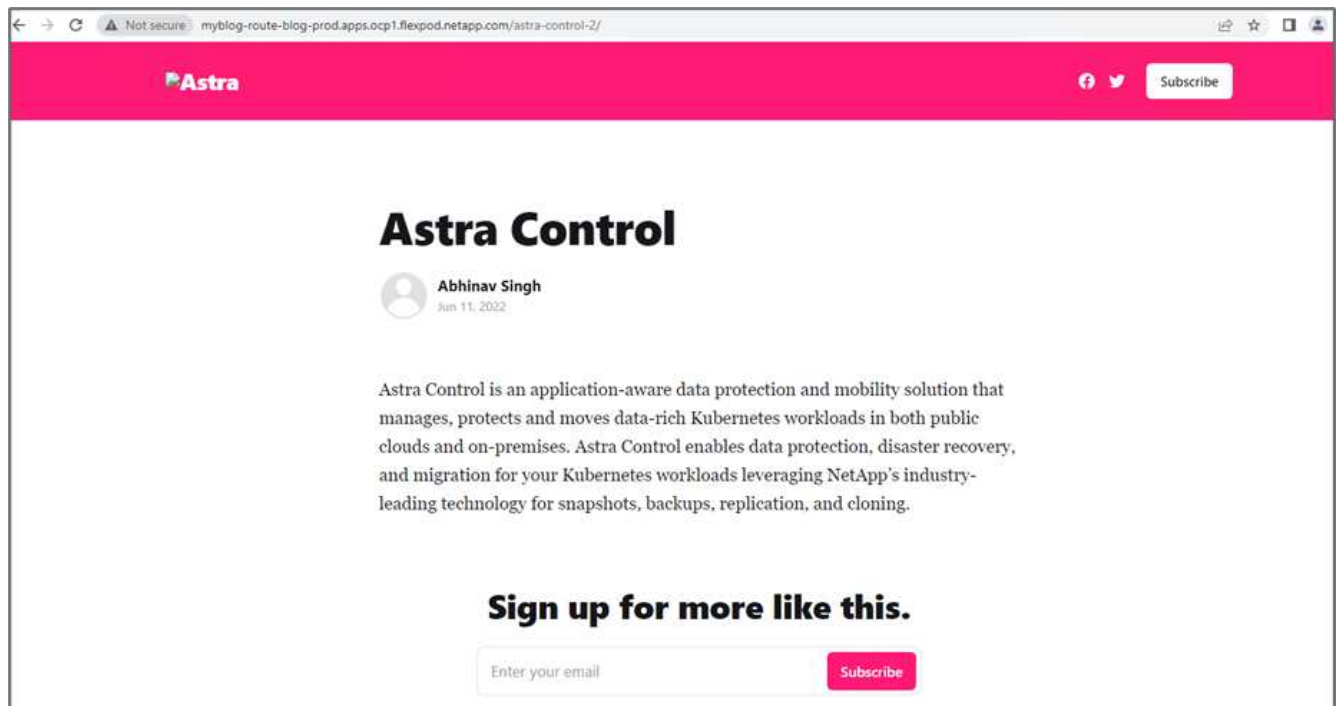 Not secure myblog-route-blog-prod.apps.ocp1.flexpod.netapp.com/astra-control-2/
Astra
Subscribe
Astra Control
Abhinav Singh
Jun 11, 2022
Astra Control is an application-aware data protection and mobility solution that
manages, protects and moves data-rich Kubernetes workloads in both public
clouds and on-premises. Astra Control enables data protection, disaster recovery,
and migration for your Kubernetes workloads leveraging NetApp’s industry-
leading technology for snapshots, backups, replication, and cloning.
Sign up for more like this.
Enter your email
Subscribe